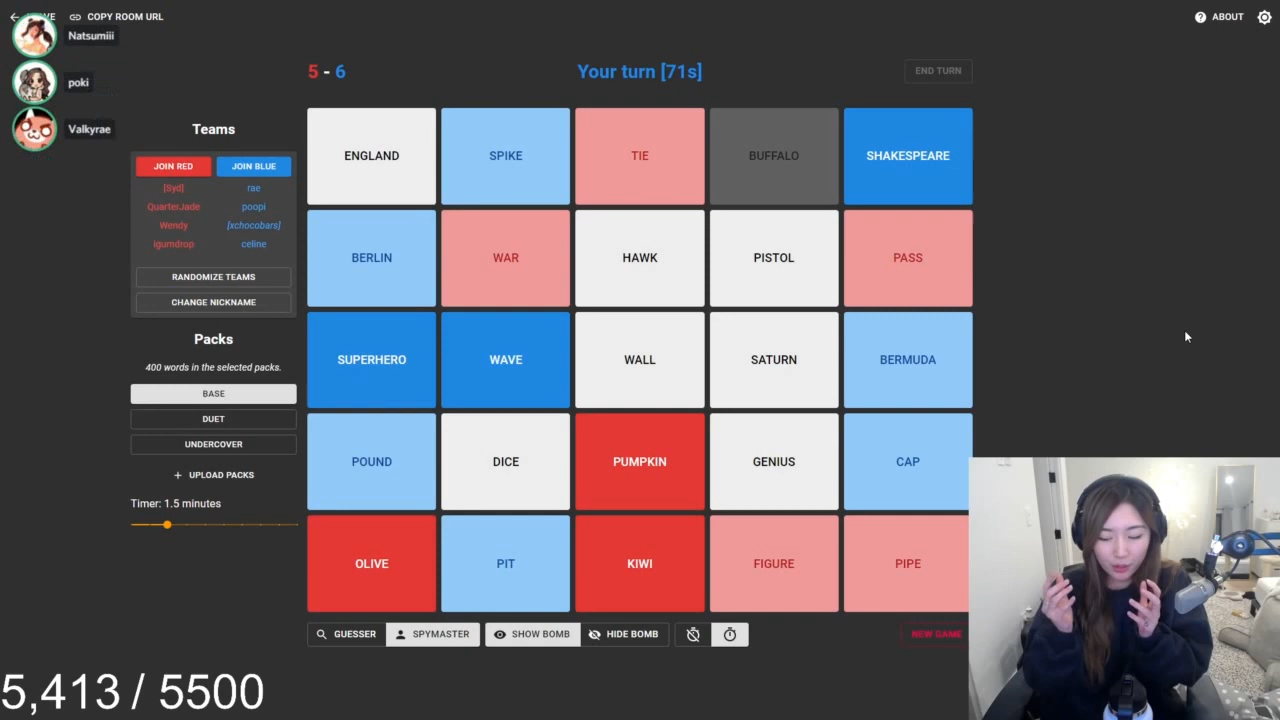 COPY ROOM URL
ABOUT
Natsumiii
poki
Valkyrae
5 - 6
Your turn [71s]
END TURN
Teams
JOIN RED
JOIN BLUE
[Syd]
rae
QuarterJade
poopi
Wendy
[xchocobars]
igumdrop
celine
RANDOMIZE TEAMS
CHANGE NICKNAME
Packs
400 words in the selected packs.
BASE
DUET
UNDERCOVER
+ UPLOAD PACKS
Timer: 1.5 minutes
ENGLAND
SPIKE
TIE
BUFFALO
SHAKESPEARE
BERLIN
WAR
HAWK
PISTOL
PASS
SUPERHERO
WAVE
WALL
SATURN
BERMUDA
POUND
DICE
PUMPKIN
GENIUS
CAP
OLIVE
PIT
KIWI
FIGURE
PIPE
GUESSER
SPYMASTER
SHOW BOMB
HIDE BOMB
NEW GAME
5,413 / 5500